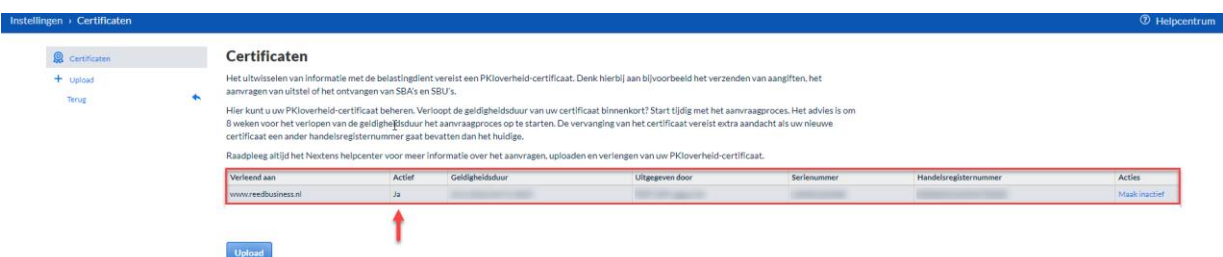 Instellingen › Certificaten
Helpcentrum
Certificaten
Upload
Terug
Certificaten
Het uitwisselen van informatie met de belastingdient vereist een PKIoverheid-certificaat. Denk hierbij aan bijvoorbeeld het verzenden van aangiften, het
aanvragen van uitstel of het ontvangen van SBA's en SBU's.
Hier kunt u uw PKIoverheid-certificaat beheren. Verloopt de geldigheidsduur van uw certificaat binnenkort? Start tijdig met het aanvraagproces. Het advies is om
8 weken voor het verlopen van de geldigheidsduur het aanvraagproces op te starten. De vervanging van het certificaat vereist extra aandacht als uw nieuwe
certificaat een ander handelsregisternummer gaat bevatten dan het huidige.
Raadpleeg altijd het Nextens helpcenter voor meer informatie over het aanvragen, uploaden en verlengen van uw PKIoverheid-certificaat.
Verleend aan Actief Geldigheidsduur Uitgegeven door Serienummer Handelsregisternummer Acties
www.reedbusiness.nl Ja Maak inactief
Upload